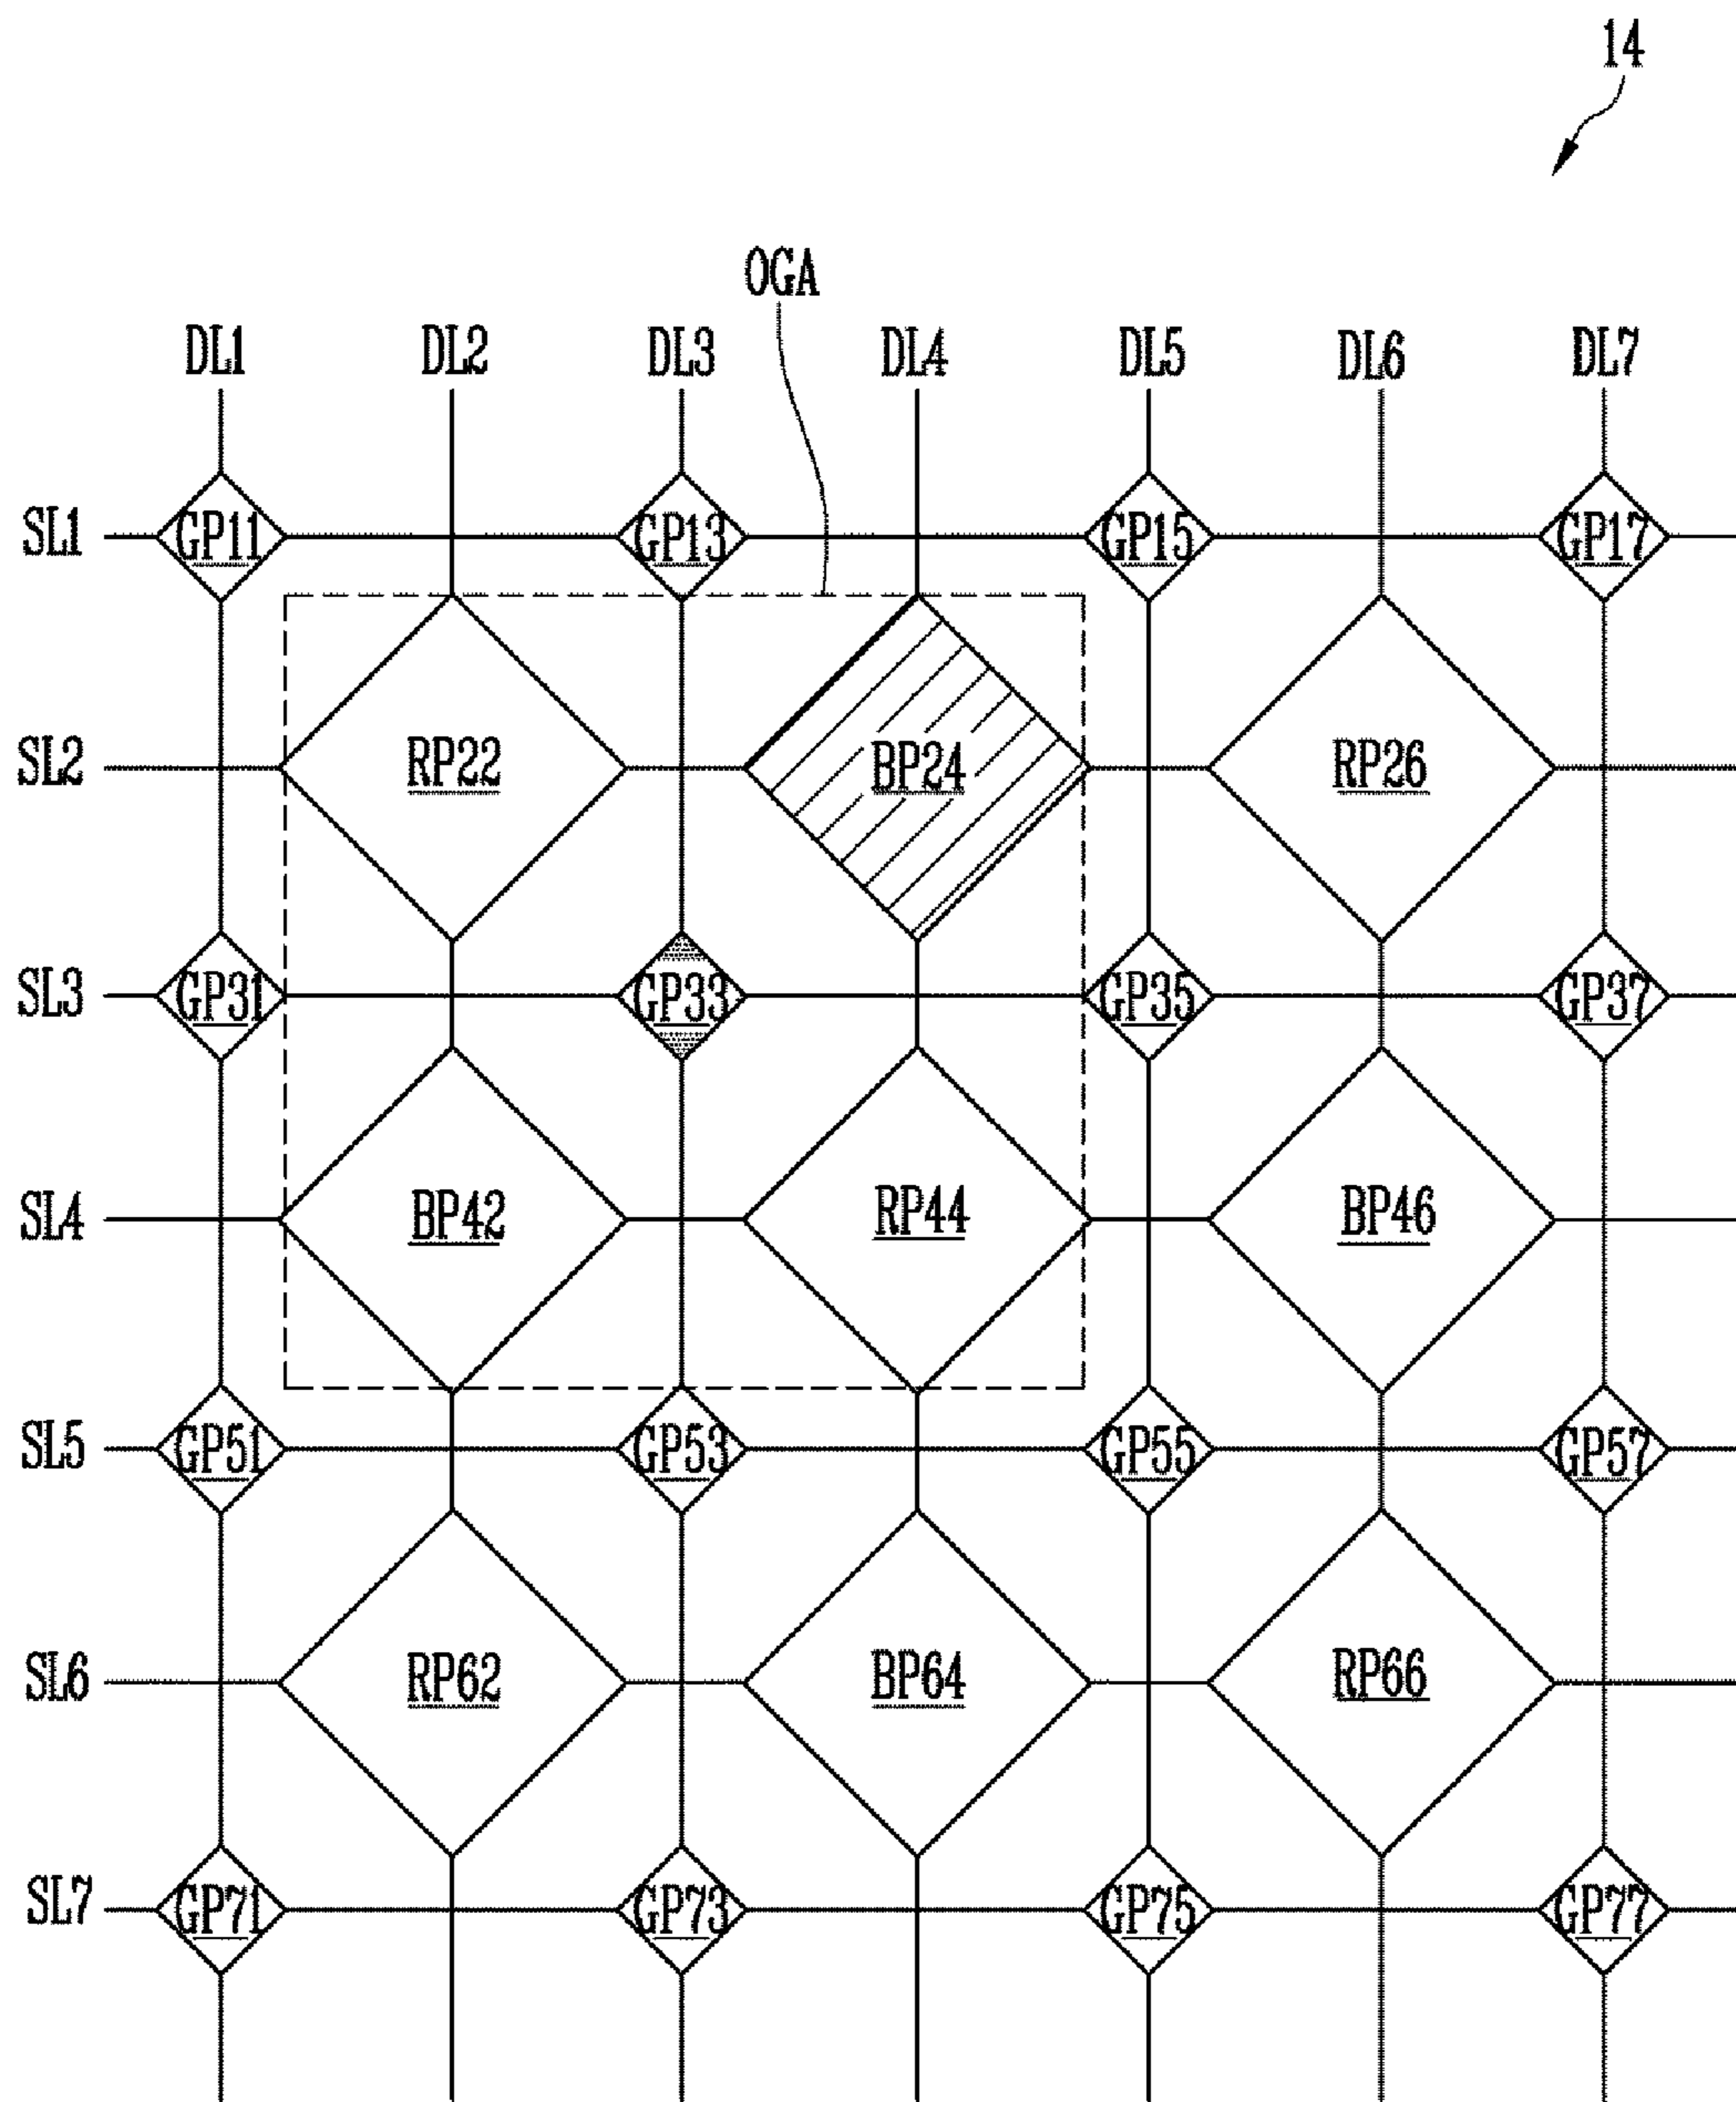 14
OGA
DL1 DL2 DL3 DL4 DL5 DL6 DL7
SL1 GP11 GP13 GP15 GP17
SL2 RP22 BP24 RP26
SL3 GP31 GP33 GP35 GP37
SL4 BP42 RP44 BP46
SL5 GP51 GP53 GP55 GP57
SL6 RP62 BP64 RP66
SL7 GP71 GP73 GP75 GP77